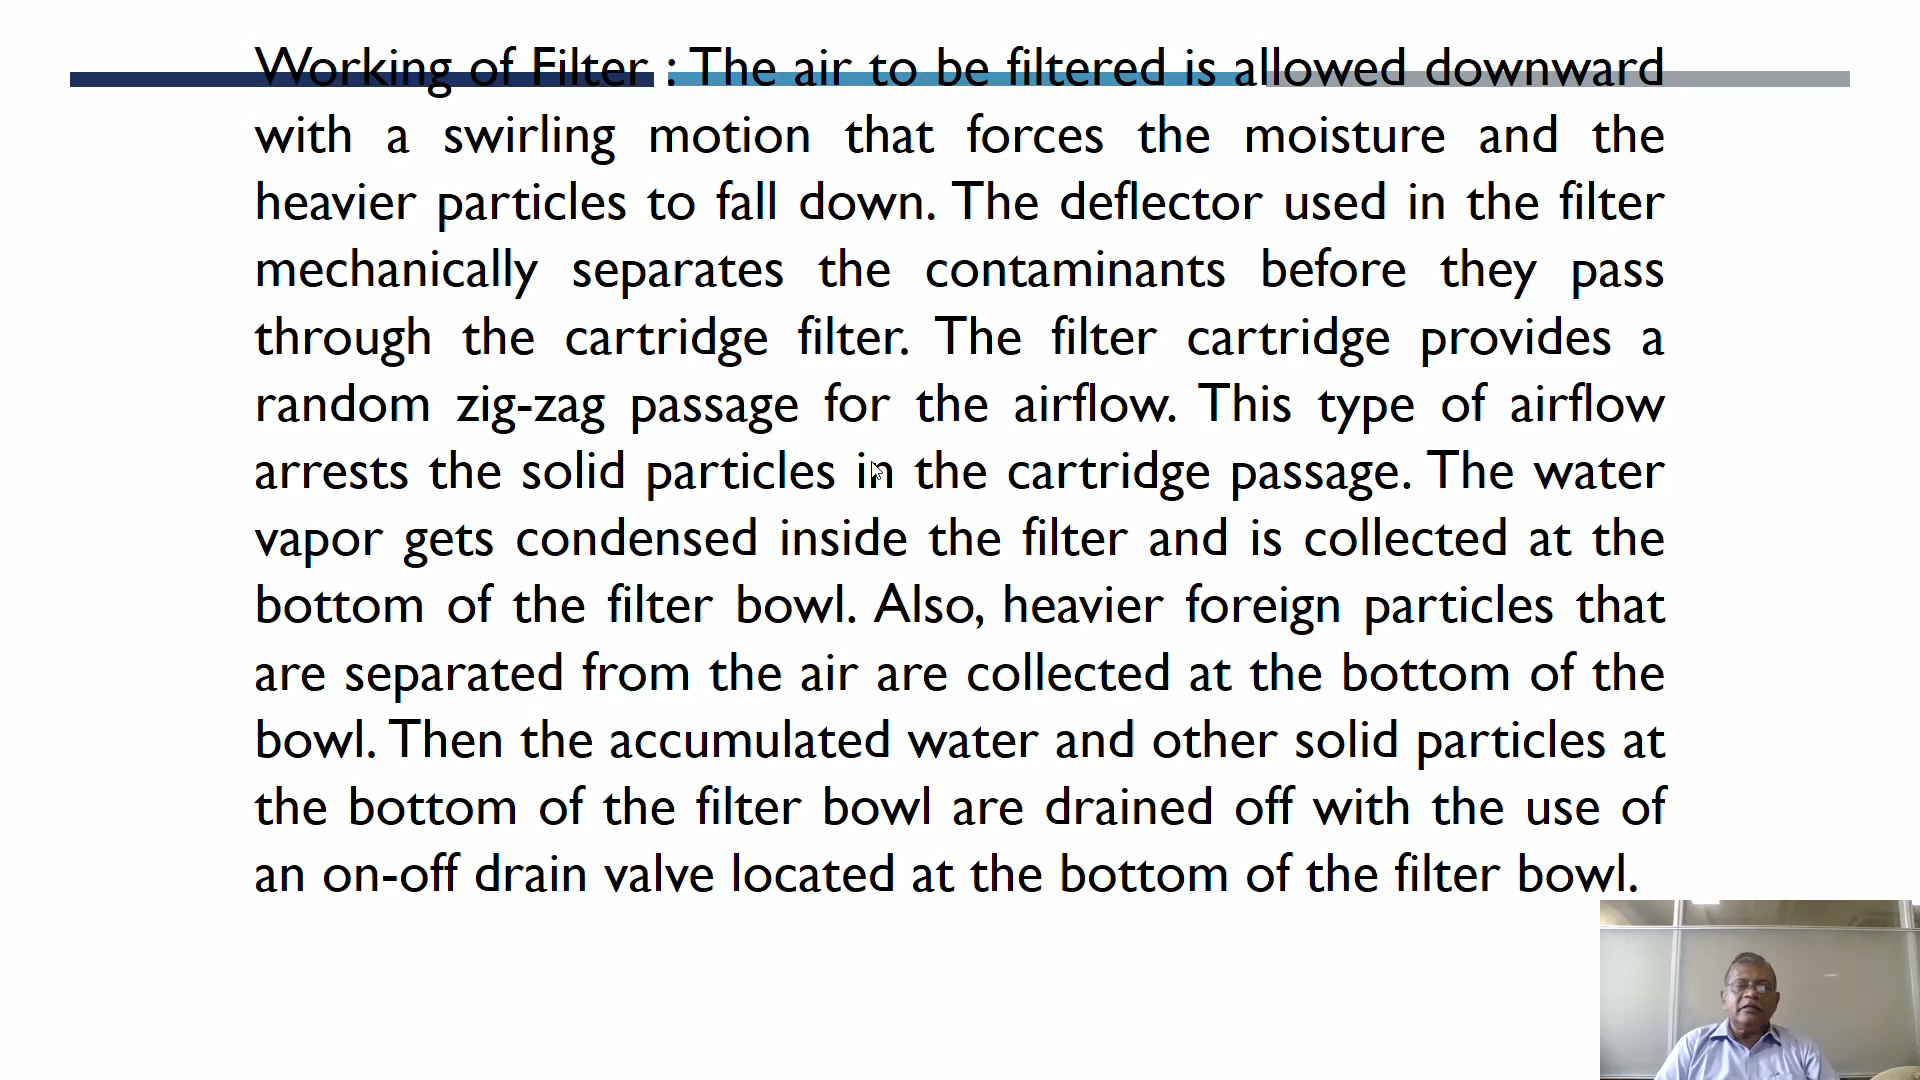 Working of Filter : The air to be filtered is allowed downward
with a swirling motion that forces the moisture and the
heavier particles to fall down. The deflector used in the filter
mechanically separates the contaminants before they pass
through the cartridge filter. The filter cartridge provides a
random zig-zag passage for the airflow. This type of airflow
arrests the solid particles in the cartridge passage. The water
vapor gets condensed inside the filter and is collected at the
bottom of the filter bowl. Also, heavier foreign particles that
are separated from the air are collected at the bottom of the
bowl. Then the accumulated water and other solid particles at
the bottom of the filter bowl are drained off with the use of
an on-off drain valve located at the bottom of the filter bowl.